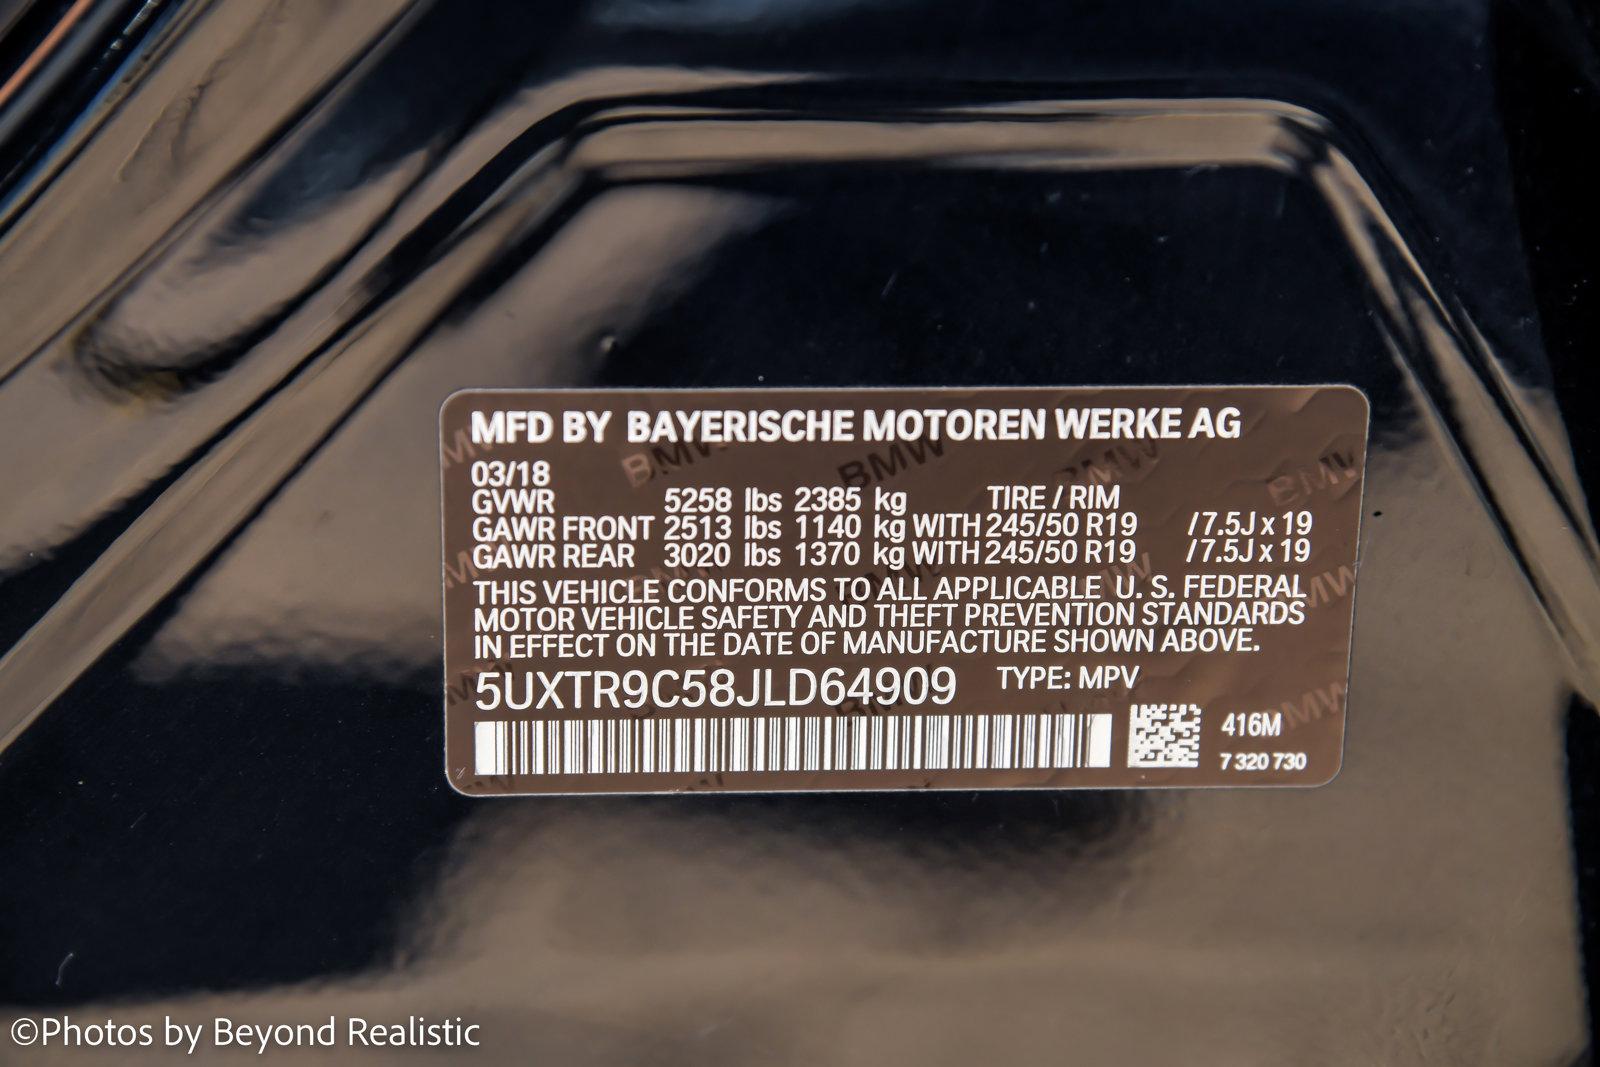 MFD BY BAYERISCHE MOTOREN WERKE AG
03/18
GVWR 5258 lbs 2385 kg TIRE / RIM
GAWR FRONT 2513 lbs 1140 kg WITH 245/50 R19 / 7.5J x 19
GAWR REAR 3020 lbs 1370 kg WITH 245/50 R19 / 7.5J x 19
THIS VEHICLE CONFORMS TO ALL APPLICABLE U. S. FEDERAL
MOTOR VEHICLE SAFETY AND THEFT PREVENTION STANDARDS
IN EFFECT ON THE DATE OF MANUFACTURE SHOWN ABOVE.
5UXTR9C58JLD64909 TYPE: MPV
416M
7 320 730
©Photos by Beyond Realistic